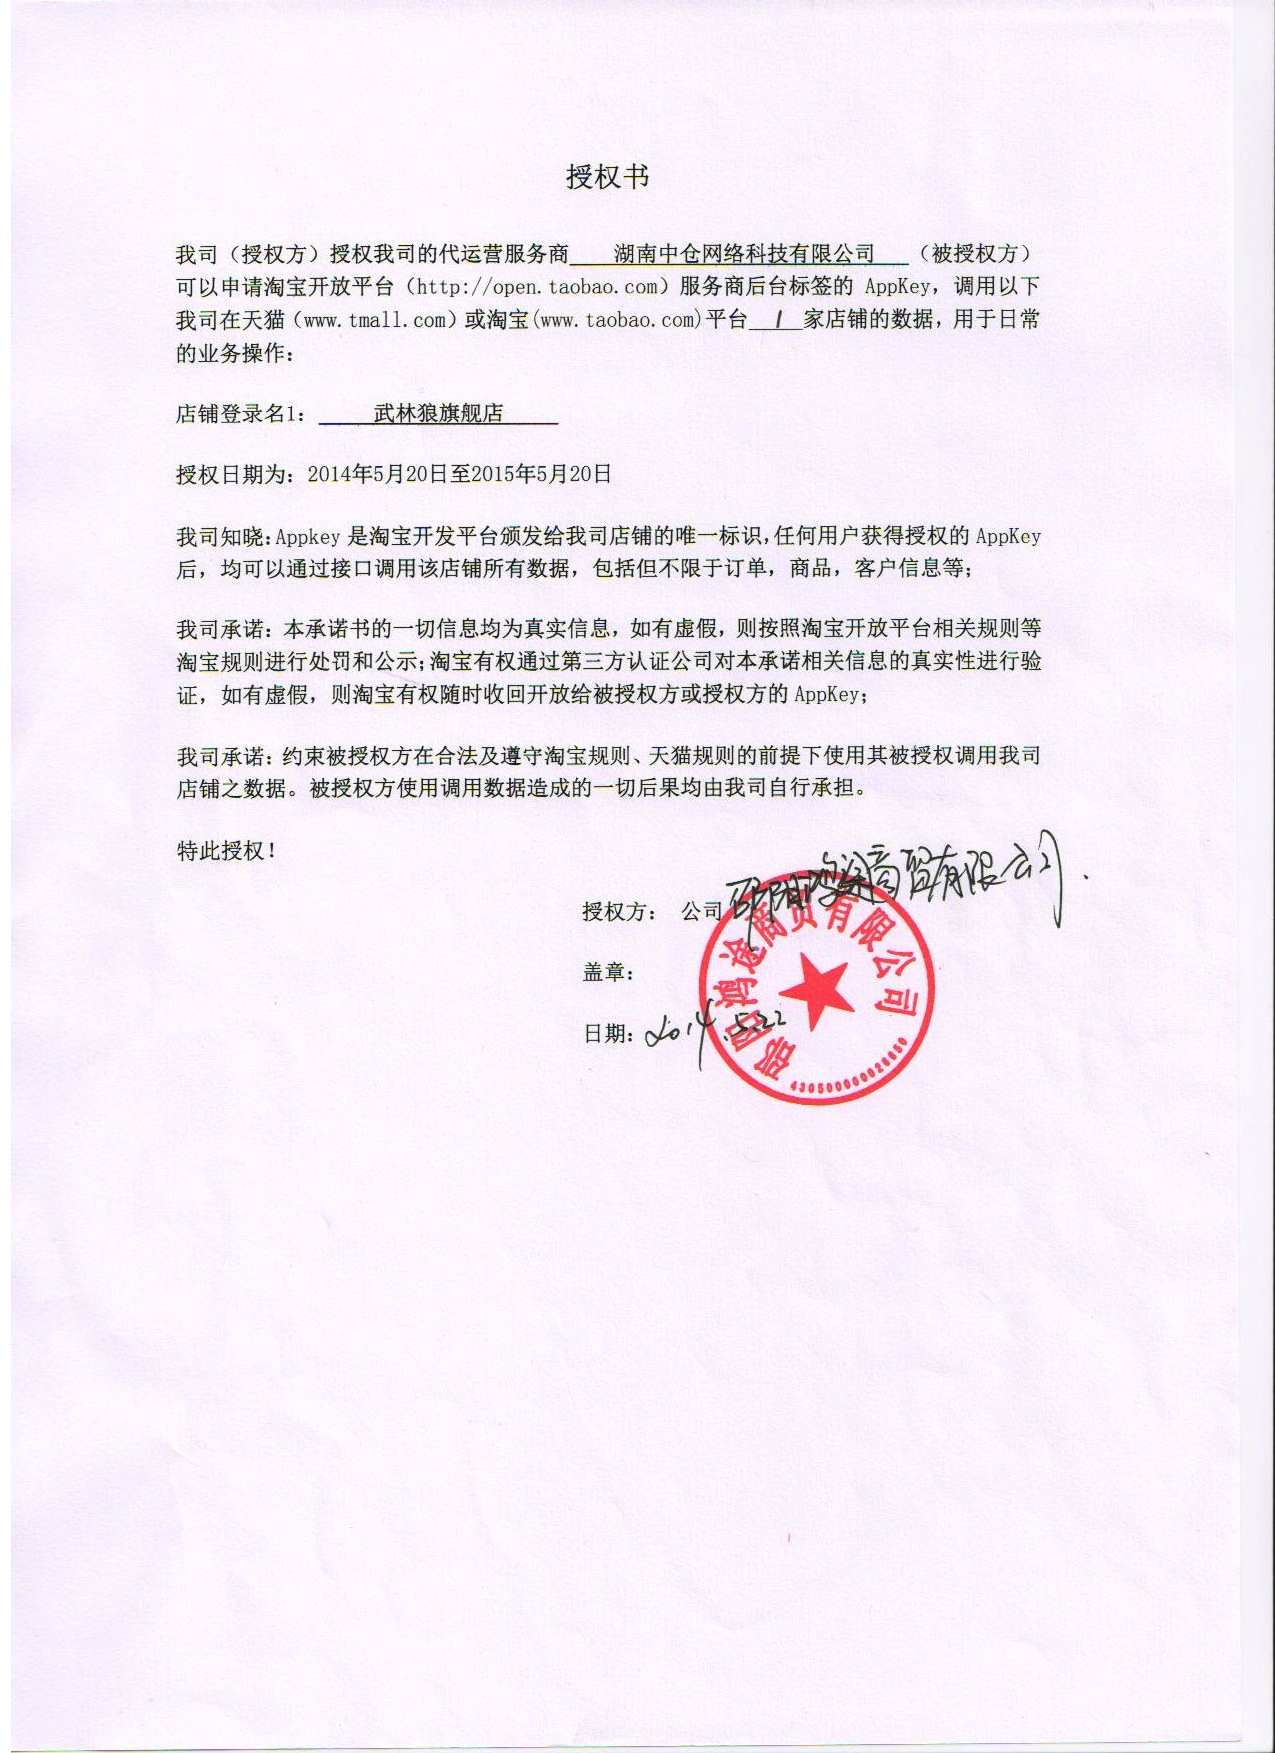 授权书
我司（授权方）授权我司的代运营服务商 湖南中仓网络科技有限公司 （被授权方）
可以申请淘宝开放平台（http://open.taobao.com）服务商后台标签的 AppKey，调用以下
我司在天猫（www.tmall.com）或淘宝(www.taobao.com)平台 1 家店铺的数据，用于日常
的业务操作：
店铺登录名1： 武林狼旗舰店
授权日期为：2014年5月20日至2015年5月20日
我司知晓：Appkey 是淘宝开发平台颁发给我司店铺的唯一标识，任何用户获得授权的 AppKey
后，均可以通过接口调用该店铺所有数据，包括但不限于订单，商品，客户信息等；
我司承诺：本承诺书的一切信息均为真实信息，如有虚假，则按照淘宝开放平台相关规则等
淘宝规则进行处罚和公示；淘宝有权通过第三方认证公司对本承诺相关信息的真实性进行验
证，如有虚假，则淘宝有权随时收回开放给被授权方或授权方的 AppKey；
我司承诺：约束被授权方在合法及遵守淘宝规则、天猫规则的前提下使用其被授权调用我司
店铺之数据。被授权方使用调用数据造成的一切后果均由我司自行承担。
特此授权！
授权方： 公司 邵阳鸿途商贸有限公司.
盖章：
日期：2014.5.22
邵阳鸿途商贸有限公司